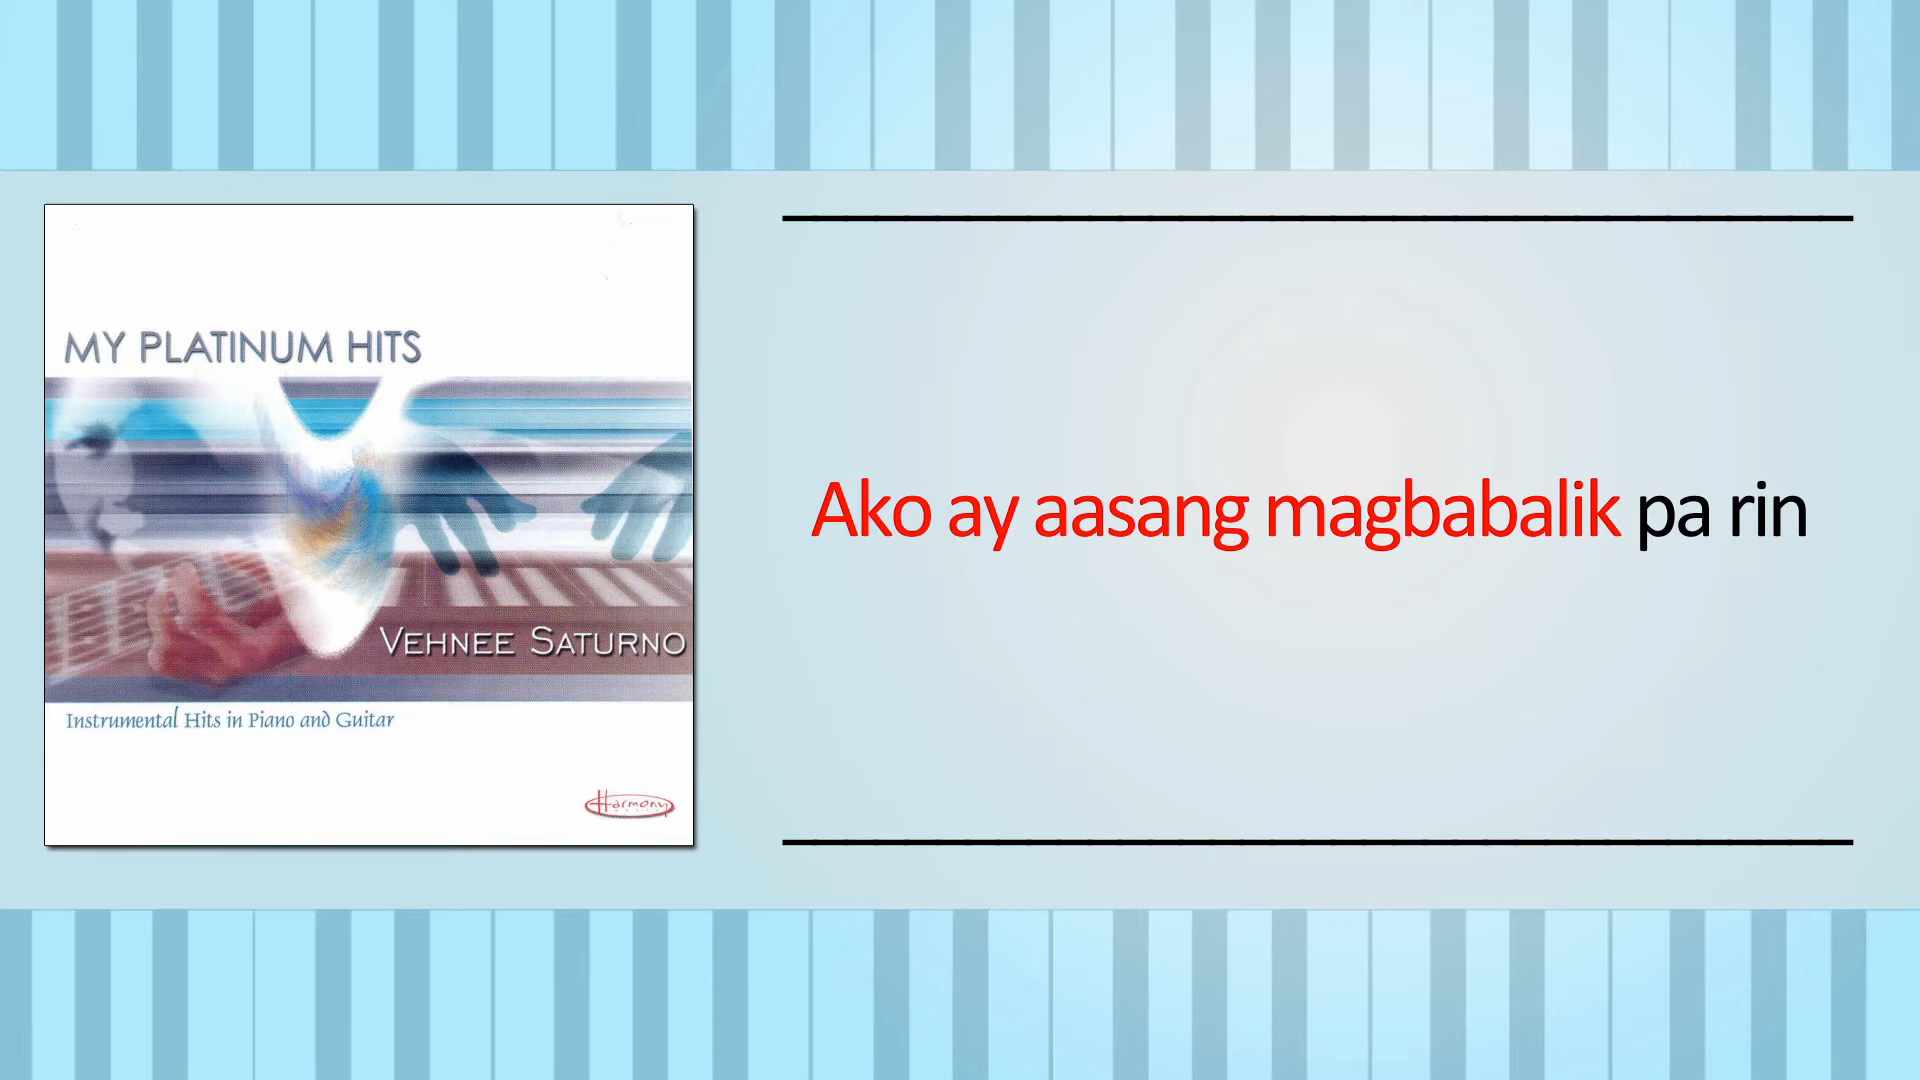 MY PLATINUM HITS
VEHNEE SATURNO
Instrumental Hits in Piano and Guitar
Harmony
Ako ay aasang magbabalik pa rin